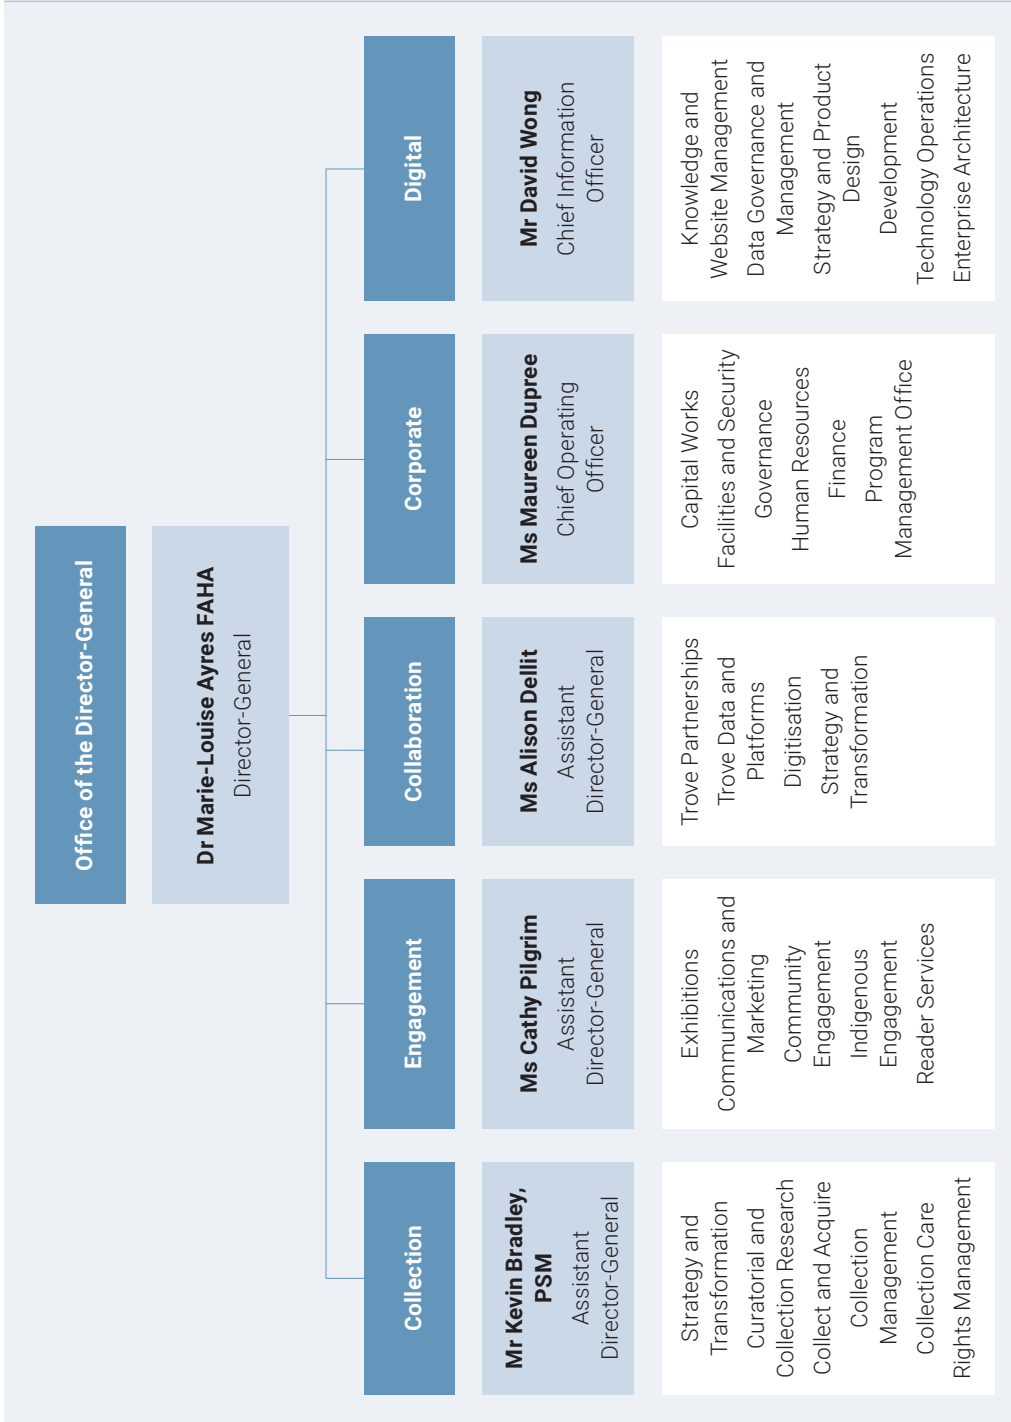 Office of the Director-General
Dr Marie-Louise Ayres FAHA
Director-General
Collection
Mr Kevin Bradley,
PSM
Assistant
Director-General
Strategy and
Transformation
Curatorial and
Collection Research
Collect and Acquire
Collection
Management
Collection Care
Rights Management
Engagement
Ms Cathy Pilgrim
Assistant
Director-General
Exhibitions
Communications and
Marketing
Community
Engagement
Indigenous
Engagement
Reader Services
Collaboration
Ms Alison Dellit
Assistant
Director-General
Trove Partnerships
Trove Data and
Platforms
Digitisation
Strategy and
Transformation
Corporate
Ms Maureen Dupree
Chief Operating
Officer
Capital Works
Facilities and Security
Governance
Human Resources
Finance
Program
Management Office
Digital
Mr David Wong
Chief Information
Officer
Knowledge and
Website Management
Data Governance and
Management
Strategy and Product
Design
Development
Technology Operations
Enterprise Architecture